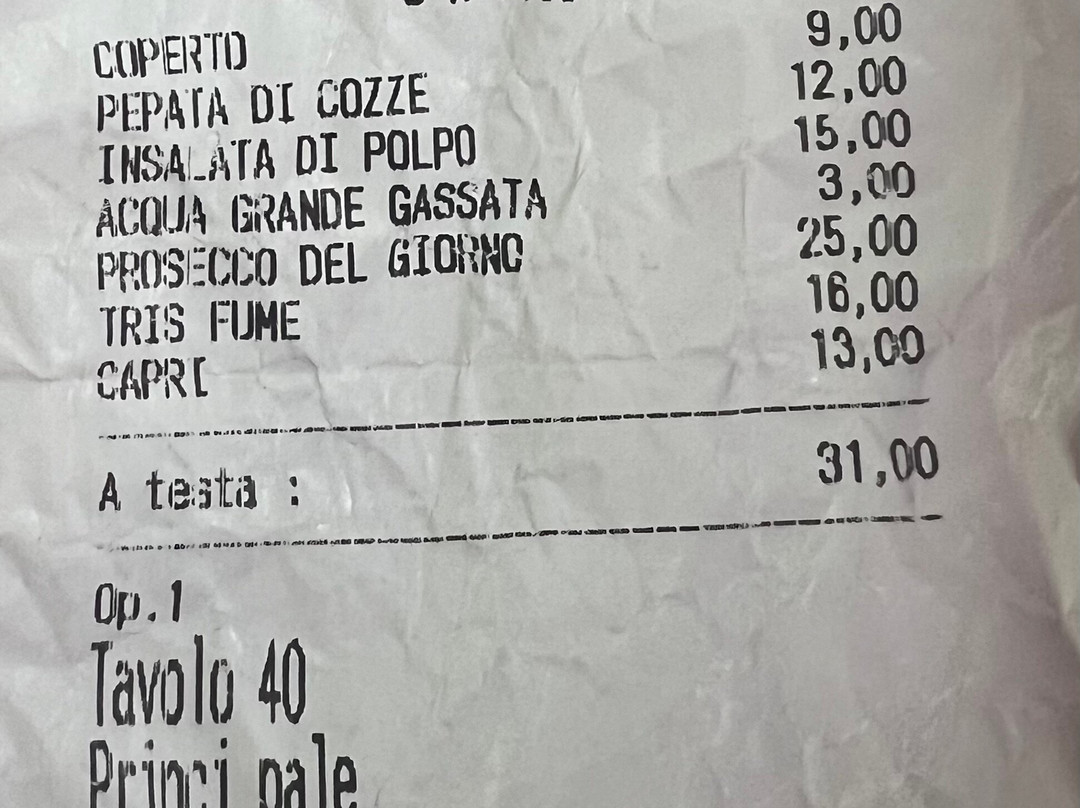 COPERTO 9,00
PEPATA DI COZZE 12,00
INSALATA DI POLPO 15,00
ACQUA GRANDE GASSATA 3,00
PROSECCO DEL GIORNO 25,00
TRIS FUME 16,00
CAPRI 13,00
A testa : 31,00
Op.1
Tavolo 40
Principale